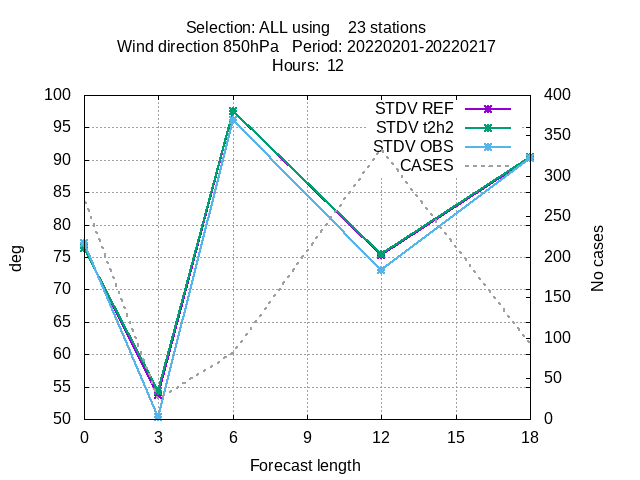 Selection: ALL using 23 stations
Wind direction 850hPa Period: 20220201-20220217
Hours: 12
100 400
STDV REF
95 350
STDV t2h2
STDV OBS
90
CASES
300
85
80 250
deg
75 200
No cases
70
65 150
60 100
55 50
50 0
0 3 6 9 12 15 18
Forecast length